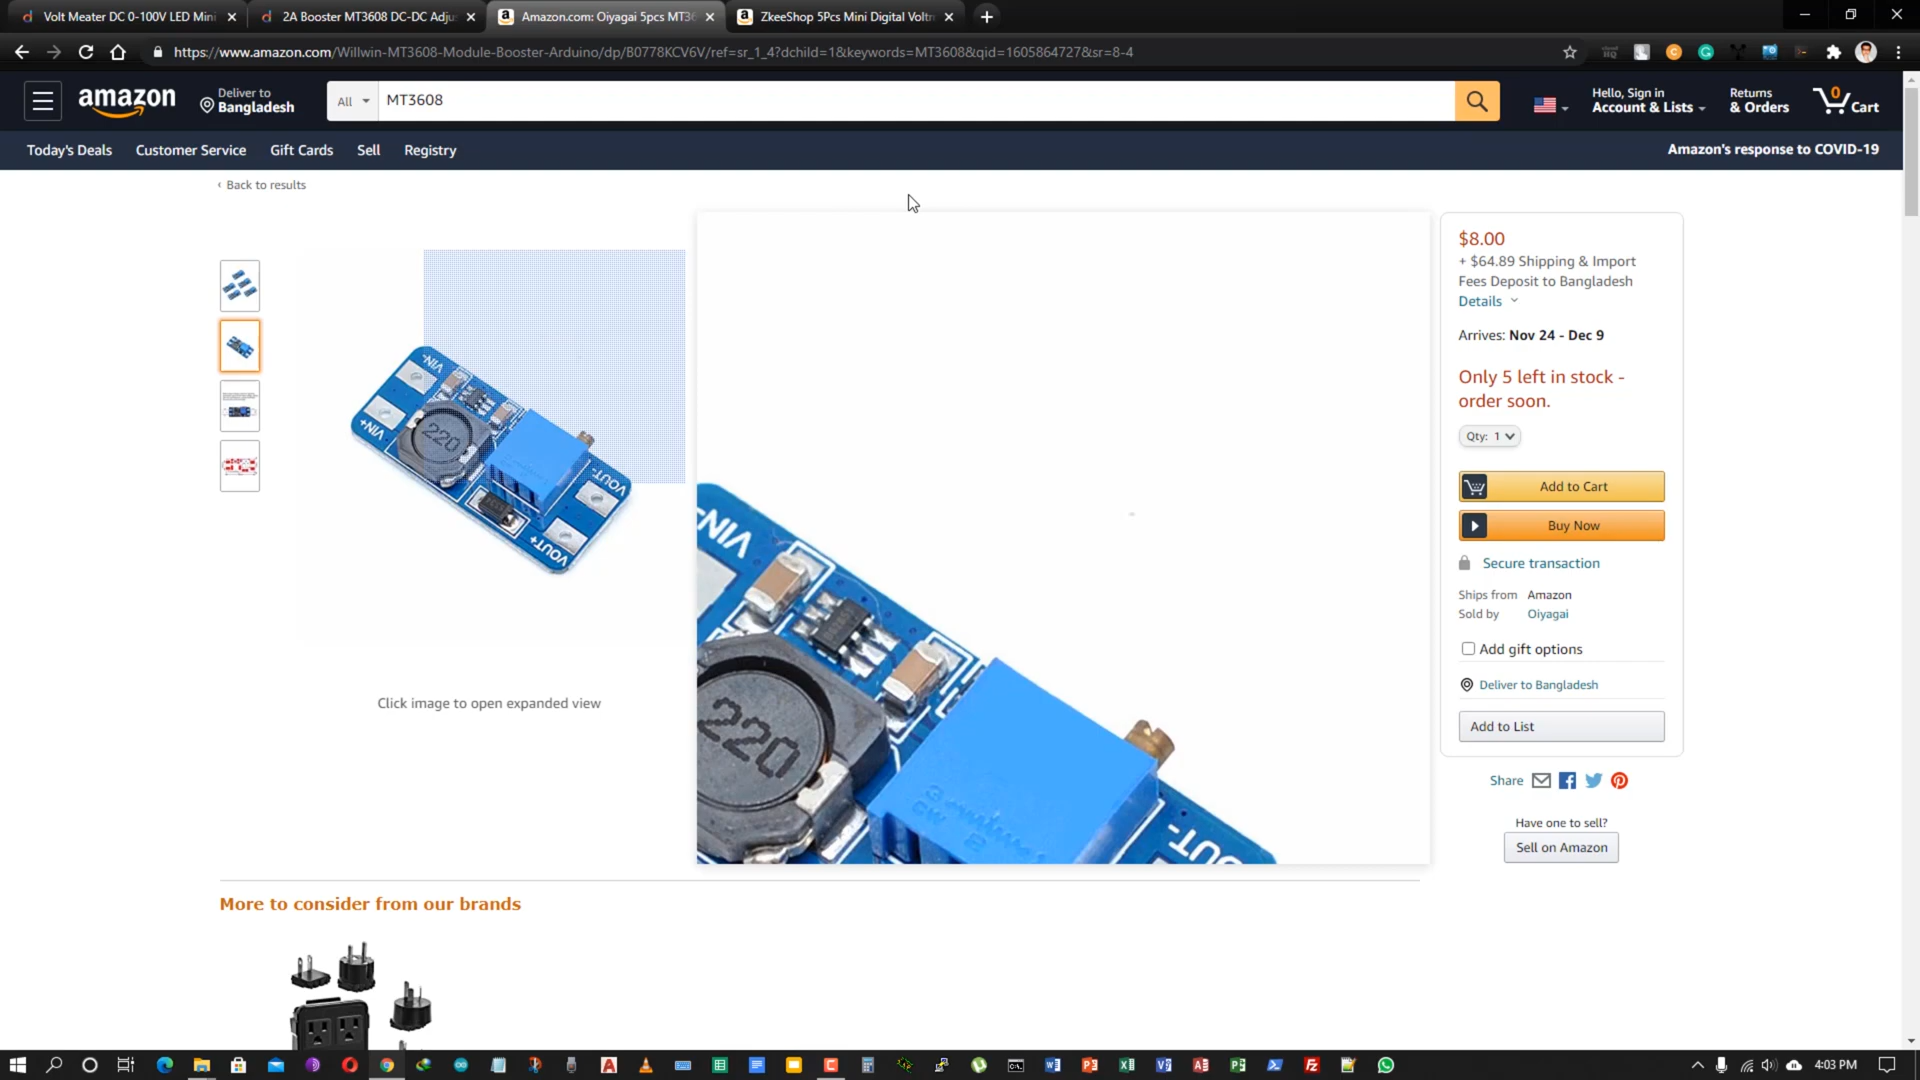 Volt Meater DC 0-100V LED Mini
2A Booster MT3608 DC-DC Adju
Amazon.com: Oiyagai 5pcs MT36
ZkeeShop 5Pcs Mini Digital Voltm
https://www.amazon.com/Willwin-MT3608-Module-Booster-Arduino/dp/B0778KCV6V/ref=sr_1_4?dchild=1&keywords=MT3608&qid=1605864727&sr=8-4
amazon
Deliver to
Bangladesh
All
MT3608
Hello, Sign in
Account & Lists
Returns
& Orders
0
Cart
Today's Deals
Customer Service
Gift Cards
Sell
Registry
Amazon's response to COVID-19
‹ Back to results
VIN-
VIN+
220
VOUT-
VOUT+
Click image to open expanded view
VIN-
220
3
CW
2
OUT-
$8.00
+ $64.89 Shipping & Import
Fees Deposit to Bangladesh
Details
Arrives: Nov 24 - Dec 9
Only 5 left in stock -
order soon.
Qty: 1
Add to Cart
Buy Now
Secure transaction
Ships from Amazon
Sold by Oiyagai
Add gift options
Deliver to Bangladesh
Add to List
Share
Have one to sell?
Sell on Amazon
More to consider from our brands
4:03 PM